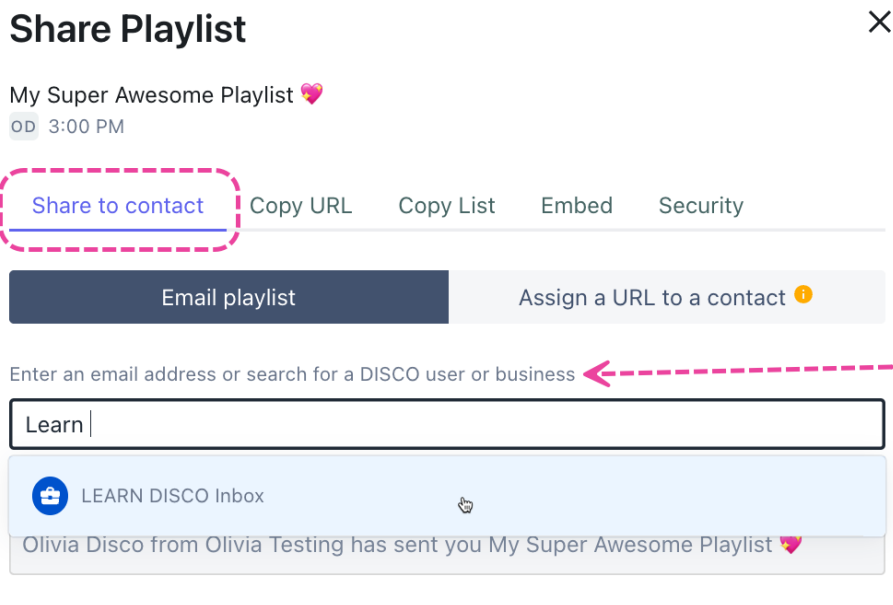 Share Playlist
My Super Awesome Playlist 💖
OD 3:00 PM
Share to contact Copy URL Copy List Embed Security
Email playlist Assign a URL to a contact
Enter an email address or search for a DISCO user or business
Learn
LEARN DISCO Inbox
Olivia Disco from Olivia Testing has sent you My Super Awesome Playlist 💖